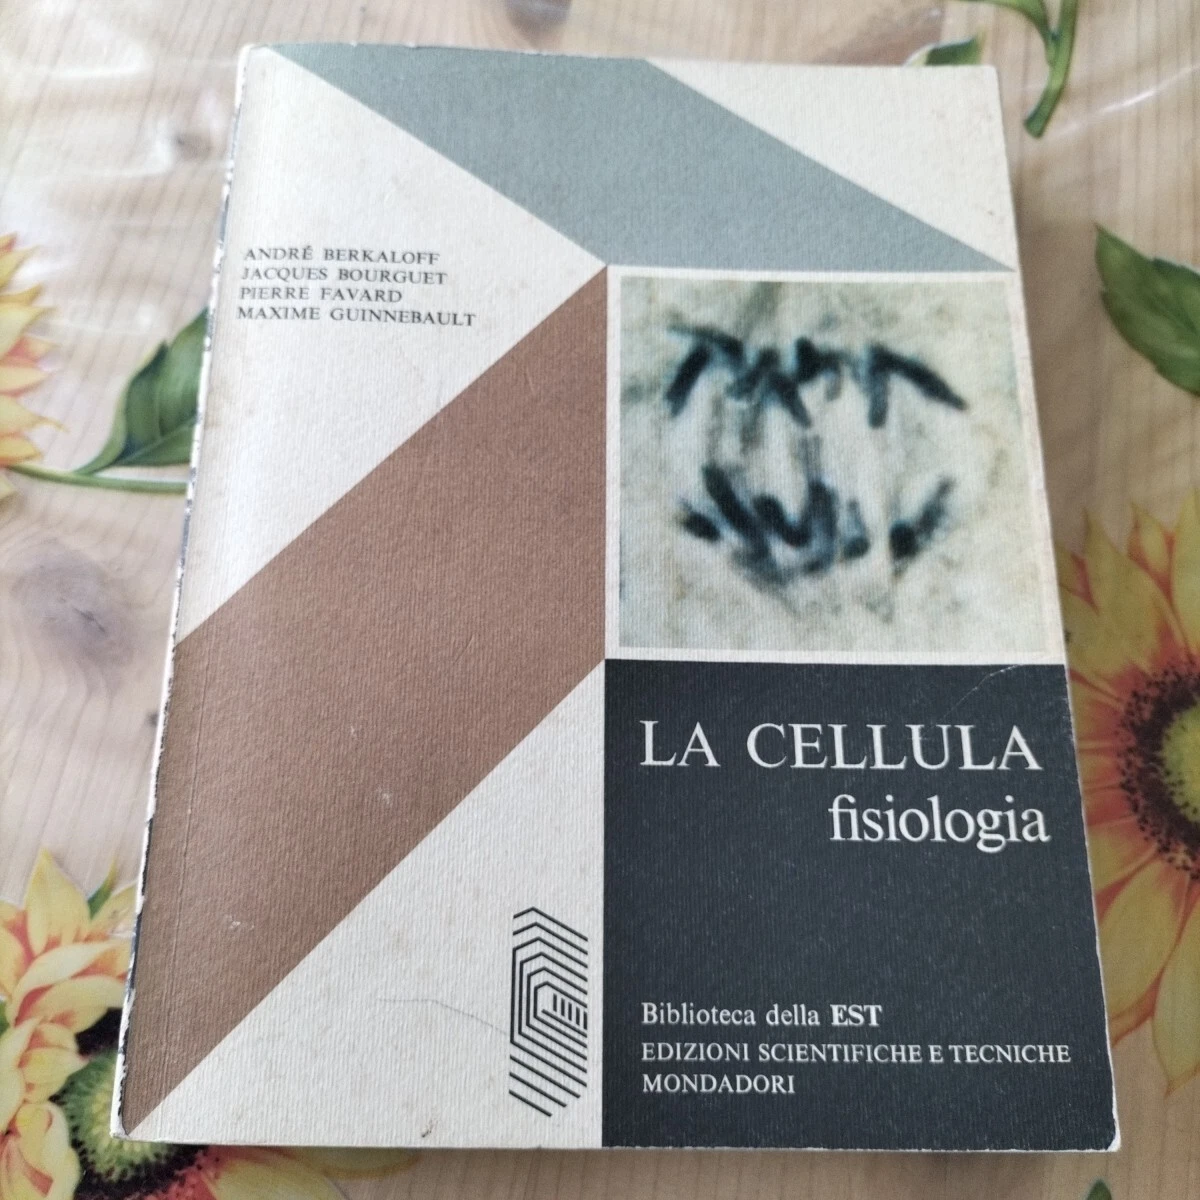 ANDRÉ BERKALOFF
JACQUES BOURGUET
PIERRE FAVARD
MAXIME GUINNEBAULT
LA CELLULA
fisiologia
Biblioteca della EST
EDIZIONI SCIENTIFICHE E TECNICHE
MONDADORI